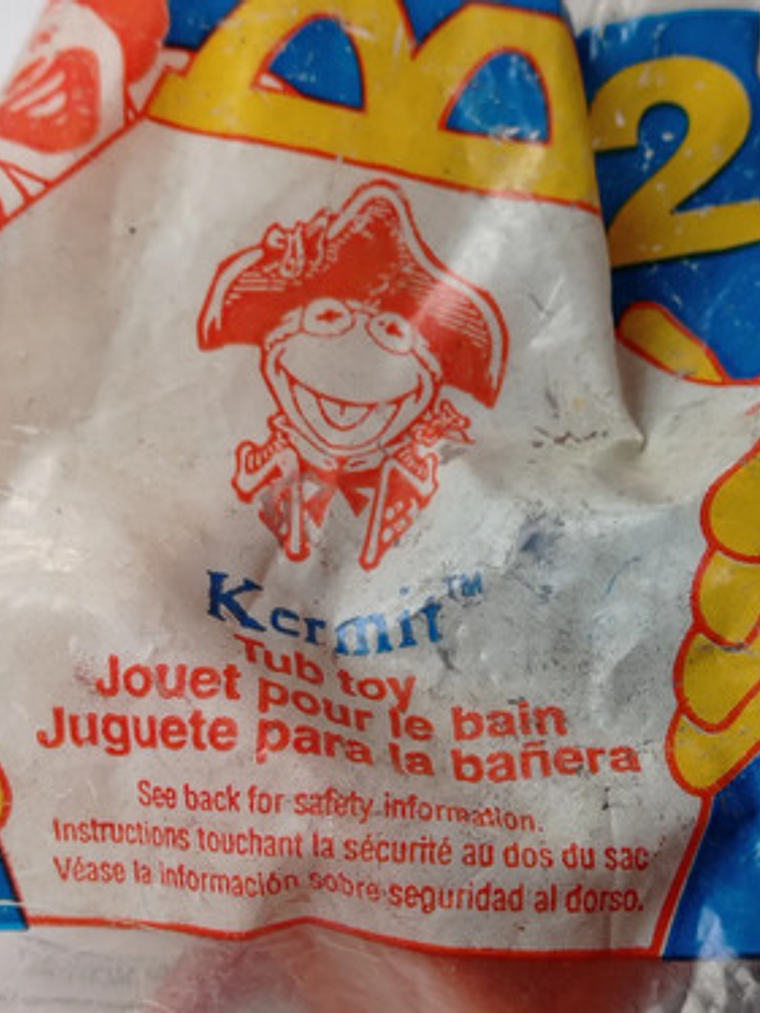 B
2
Kermit™
Tub toy
Jouet pour le bain
Juguete para la bañera
See back for safety information.
Instructions touchant la sécurité au dos du sac
Véase la información sobre seguridad al dorso.